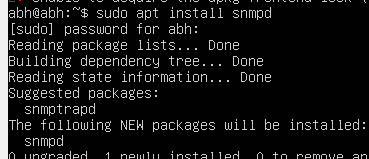 abh@abh:~$ sudo apt install snmpd
[sudo] password for abh:
Reading package lists... Done
Building dependency tree... Done
Reading state information... Done
Suggested packages:
  snmptrapd
The following NEW packages will be installed:
  snmpd
0 upgraded, 1 newly installed, 0 to remove an